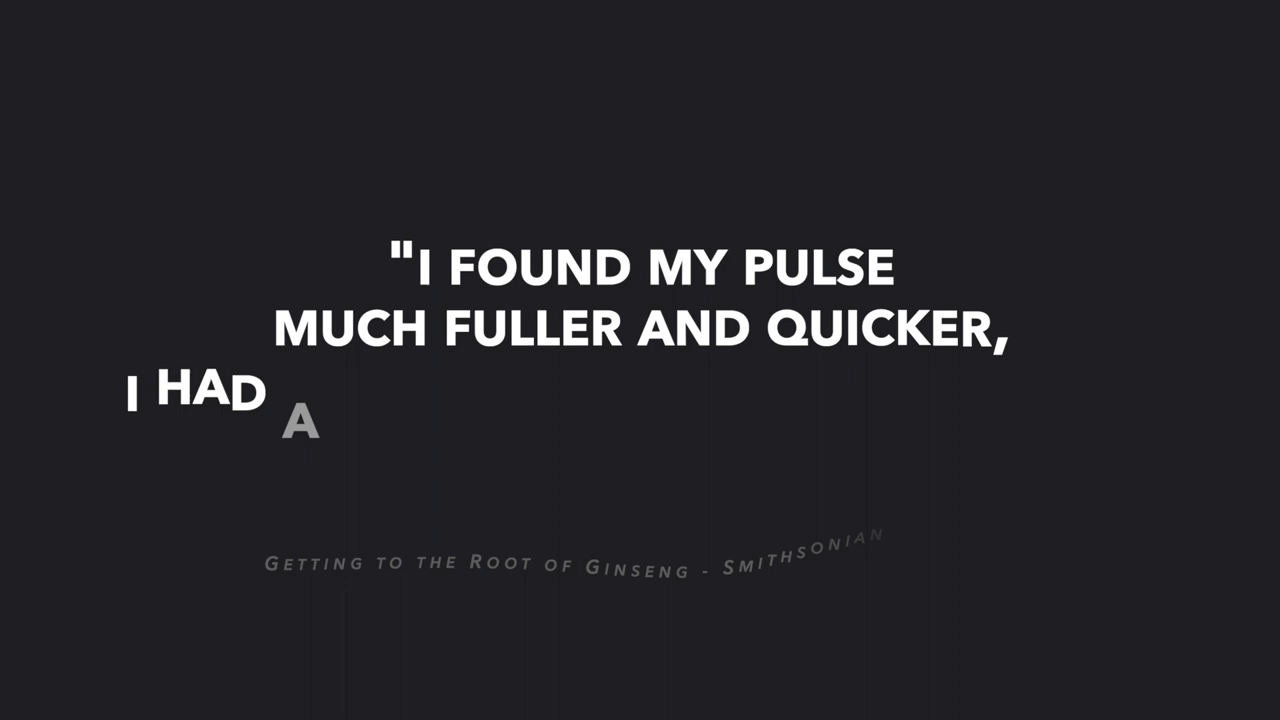 "I FOUND MY PULSE
MUCH FULLER AND QUICKER,
I HAD A
GETTING TO THE ROOT OF GINSENG - SMITHSONIAN